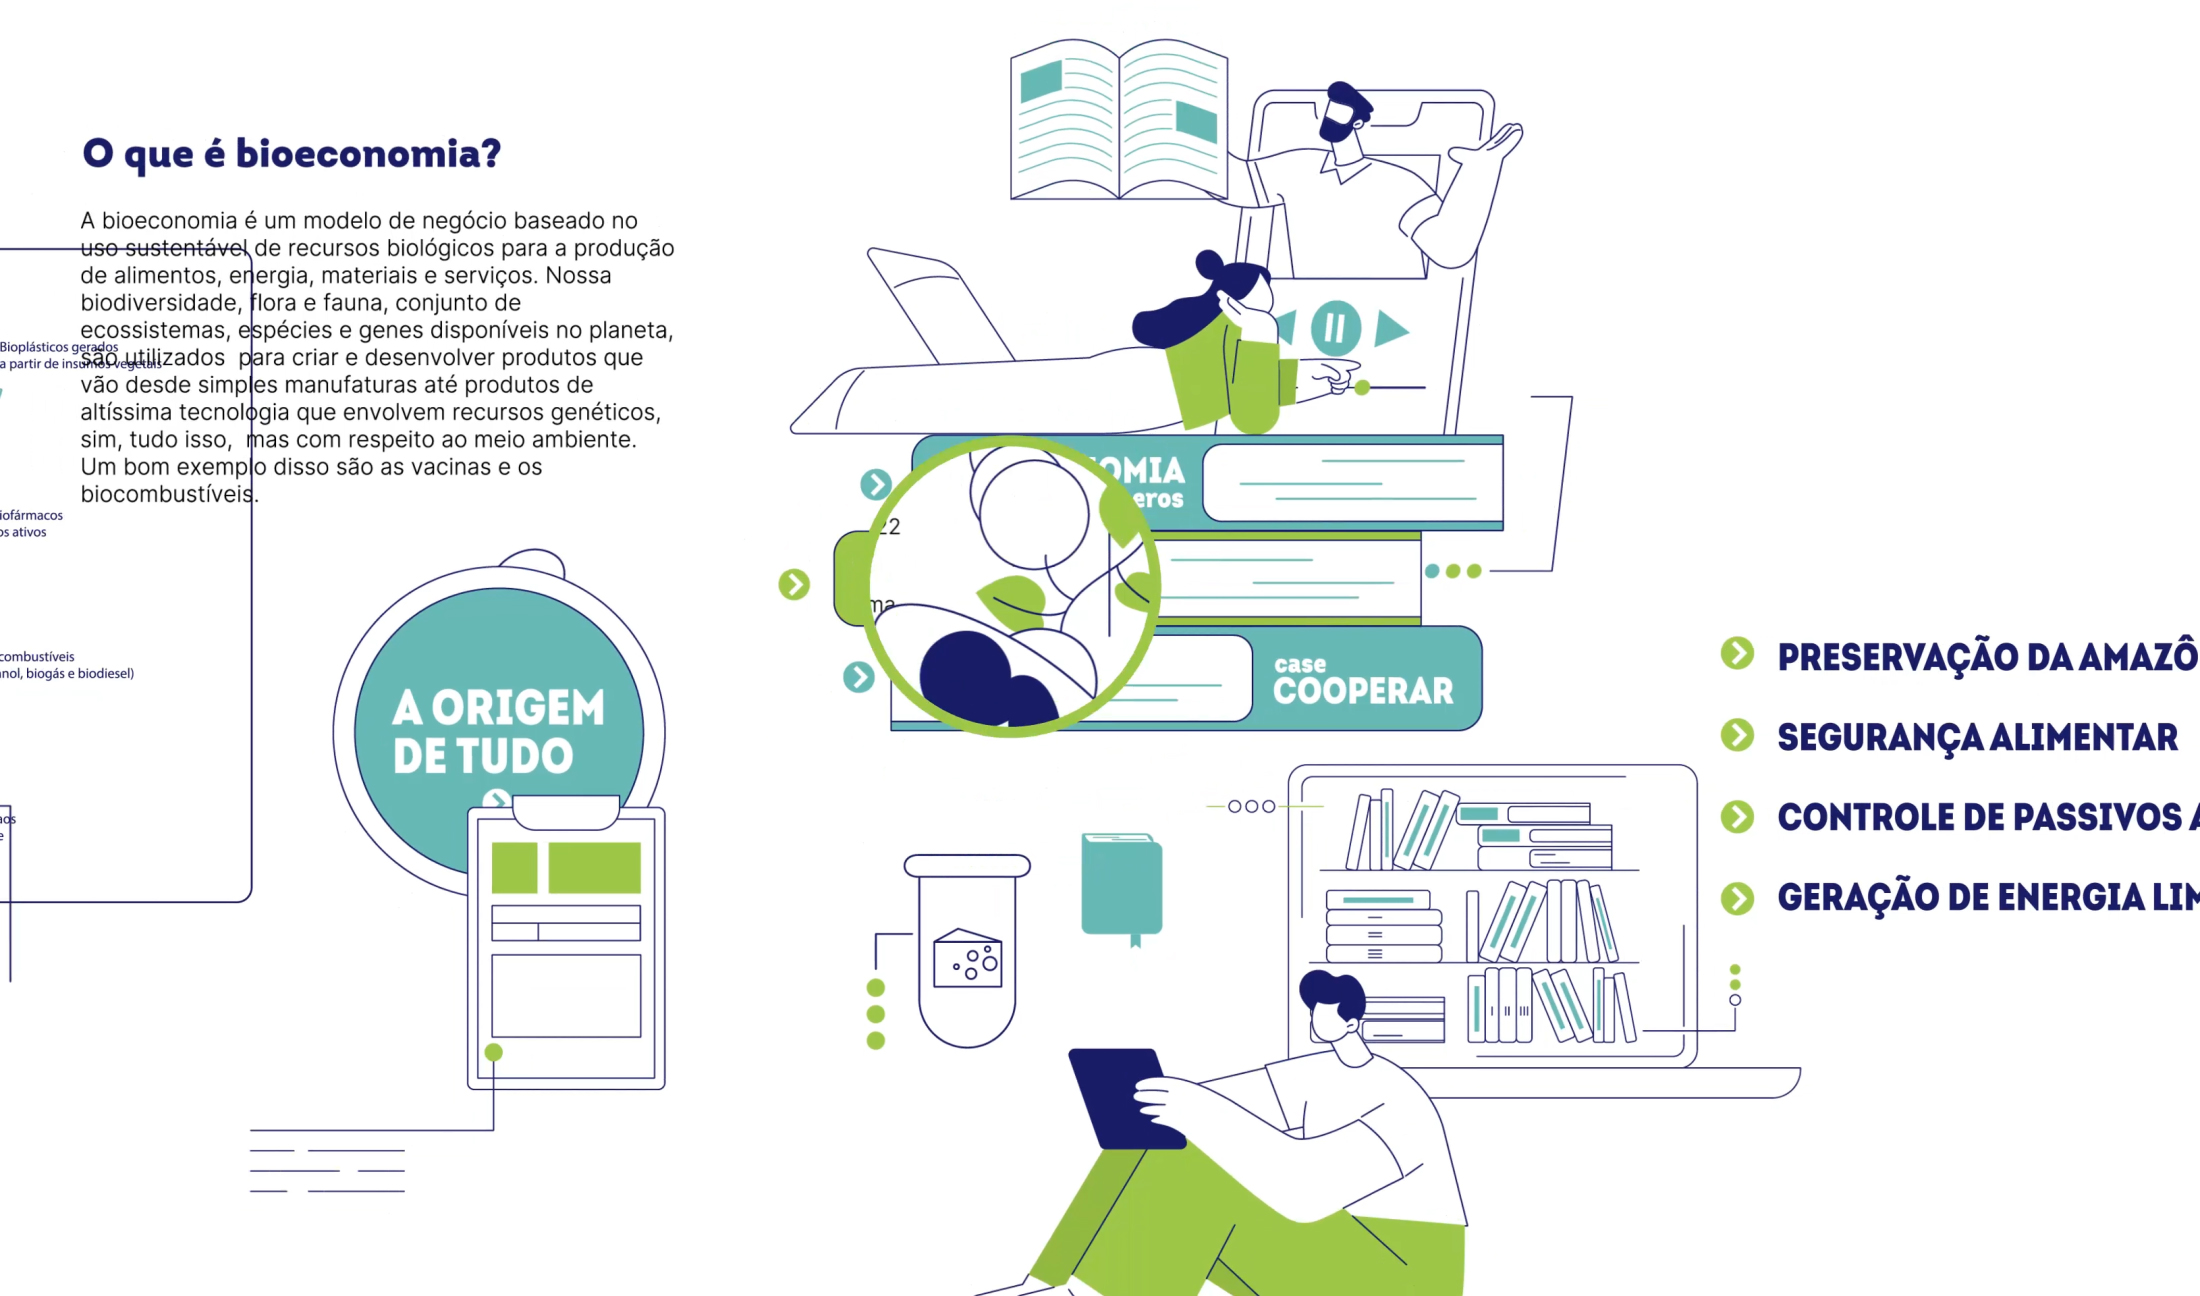 O que é bioeconomia?
A bioeconomia é um modelo de negócio baseado no
uso sustentável de recursos biológicos para a produção
de alimentos, energia, materiais e serviços. Nossa
biodiversidade, flora e fauna, conjunto de
ecossistemas, espécies e genes disponíveis no planeta,
são utilizados para criar e desenvolver produtos que
vão desde simples manufaturas até produtos de
altíssima tecnologia que envolvem recursos genéticos,
sim, tudo isso, mas com respeito ao meio ambiente.
Um bom exemplo disso são as vacinas e os
biocombustíveis.
Bioplásticos gerados
a partir de insumos vegetais
iofármacos
os ativos
combustíveis
nol, biogás e biodiesel)
A ORIGEM
DE TUDO
OMIA
eros
22
ma
case
COOPERAR
PRESERVAÇÃO DA AMAZÔ
SEGURANÇA ALIMENTAR
CONTROLE DE PASSIVOS A
GERAÇÃO DE ENERGIA LIM